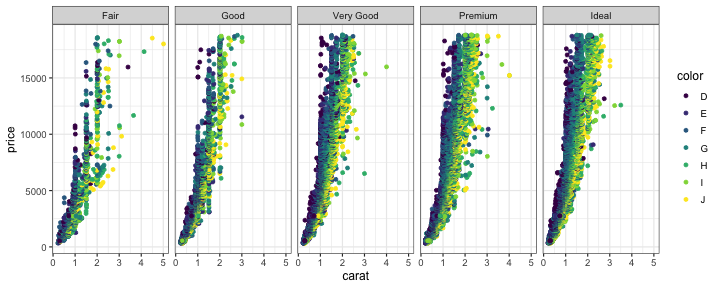 Fair Good Very Good Premium Ideal
price
15000
10000
5000
0
color
D
E
F
G
H
I
J
0 1 2 3 4 5 0 1 2 3 4 5 0 1 2 3 4 5 0 1 2 3 4 5 0 1 2 3 4 5
carat